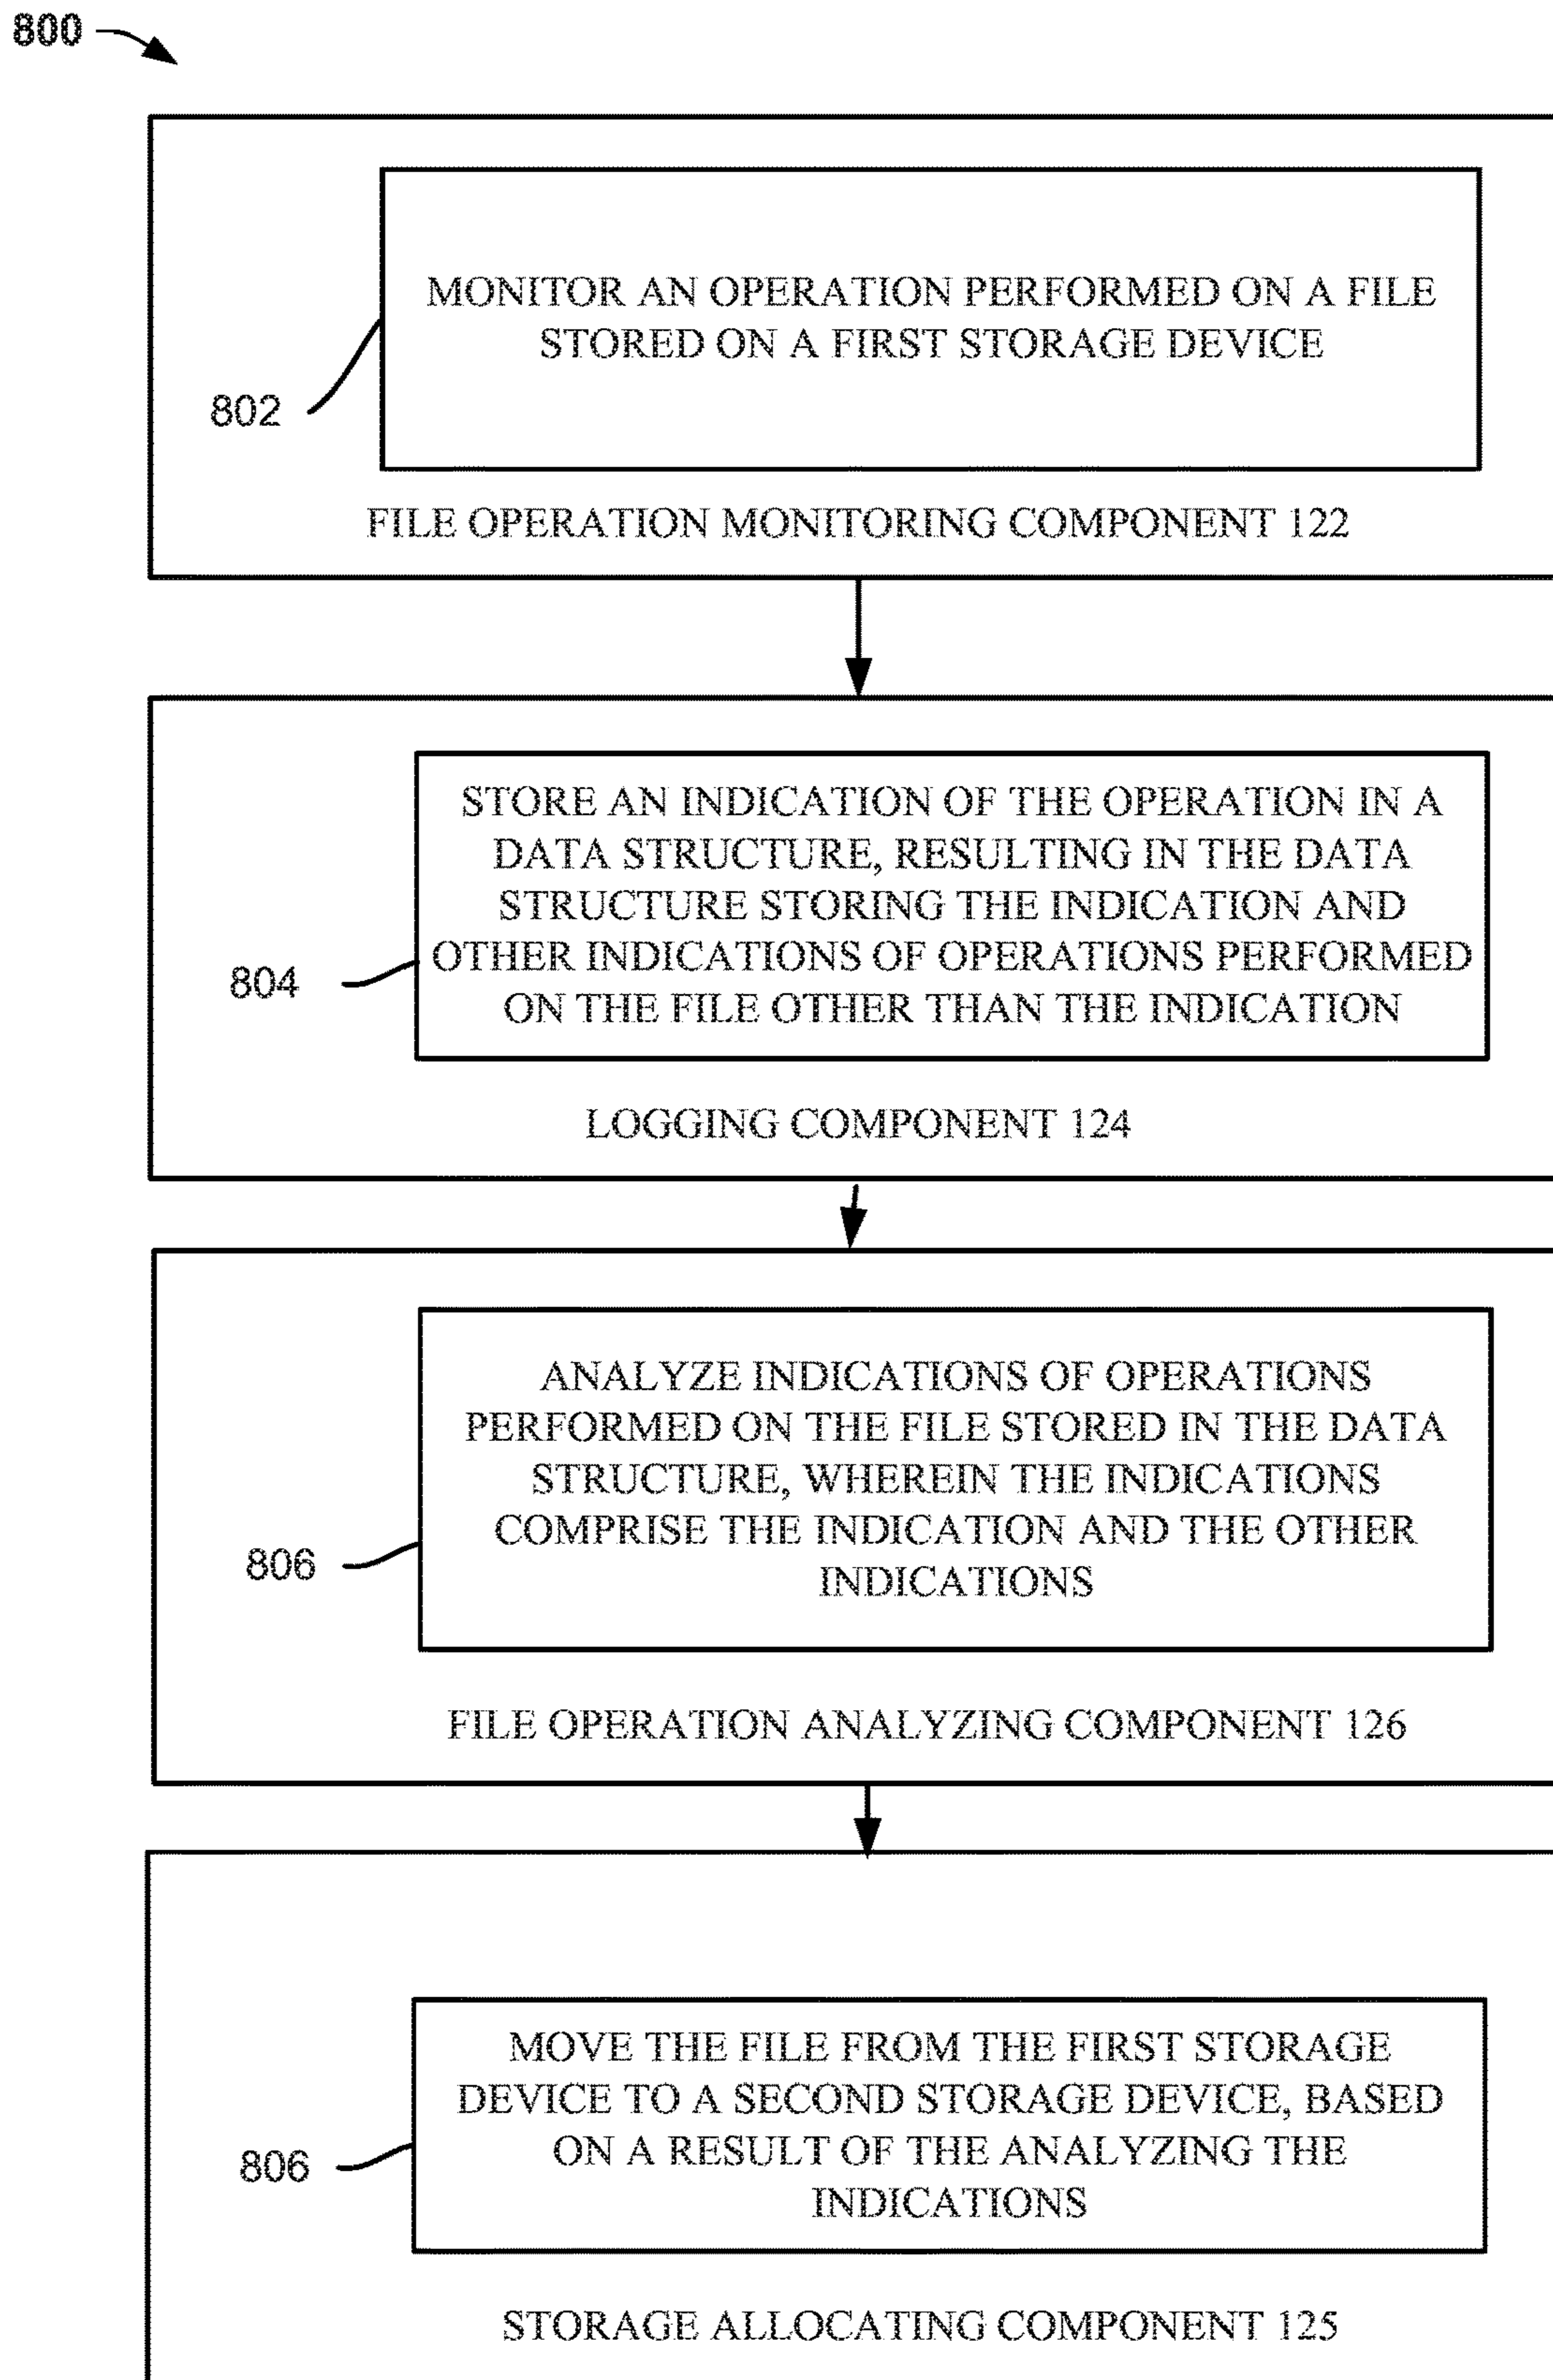 800
MONITOR AN OPERATION PERFORMED ON A FILE
STORED ON A FIRST STORAGE DEVICE
802
FILE OPERATION MONITORING COMPONENT 122
STORE AN INDICATION OF THE OPERATION IN A
DATA STRUCTURE, RESULTING IN THE DATA
STRUCTURE STORING THE INDICATION AND
OTHER INDICATIONS OF OPERATIONS PERFORMED
ON THE FILE OTHER THAN THE INDICATION
804
LOGGING COMPONENT 124
ANALYZE INDICATIONS OF OPERATIONS
PERFORMED ON THE FILE STORED IN THE DATA
STRUCTURE, WHEREIN THE INDICATIONS
COMPRISE THE INDICATION AND THE OTHER
INDICATIONS
806
FILE OPERATION ANALYZING COMPONENT 126
MOVE THE FILE FROM THE FIRST STORAGE
DEVICE TO A SECOND STORAGE DEVICE, BASED
ON A RESULT OF THE ANALYZING THE
INDICATIONS
806
STORAGE ALLOCATING COMPONENT 125